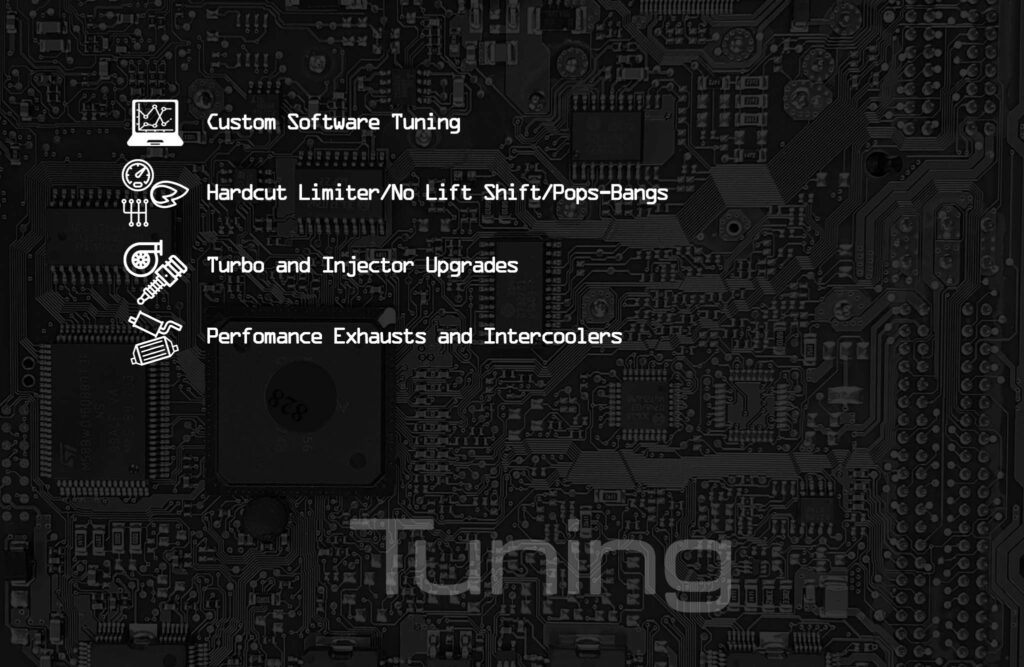 Custom Software Tuning
Hardcut Limiter/No Lift Shift/Pops-Bangs
Turbo and Injector Upgrades
Perfomance Exhausts and Intercoolers
828
Tuning